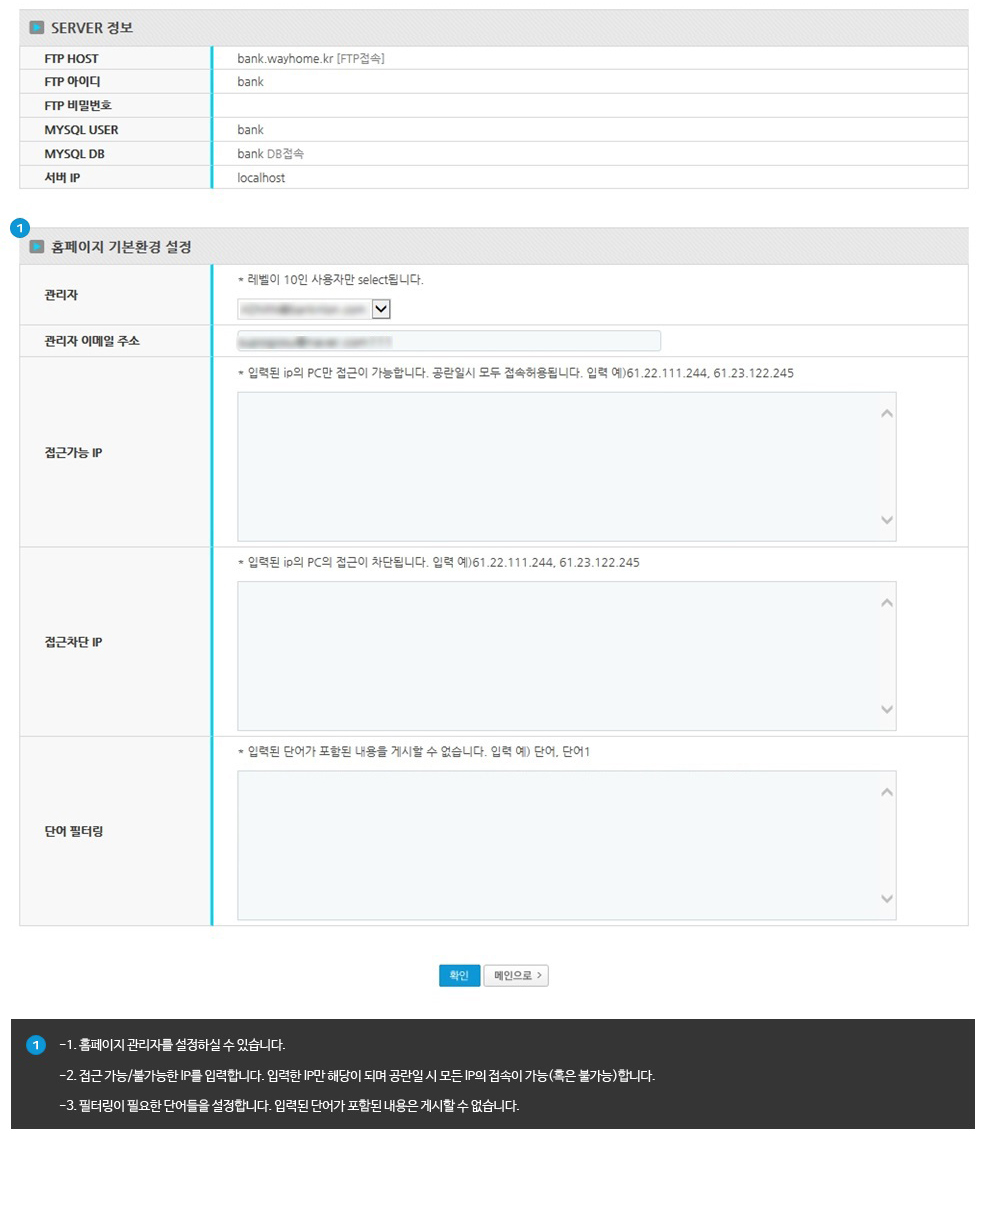 SERVER 정보
FTP HOST bank.wayhome.kr [FTP접속]
FTP 아이디 bank
FTP 비밀번호
MYSQL USER bank
MYSQL DB bank DB접속
서버 IP localhost
1
홈페이지 기본환경 설정
* 레벨이 10인 사용자만 select됩니다.
관리자
관리자 이메일 주소
* 입력된 ip의 PC만 접근이 가능합니다. 공란일시 모두 접속허용됩니다. 입력 예)61.22.111.244, 61.23.122.245
접근가능 IP
* 입력된 ip의 PC의 접근이 차단됩니다. 입력 예)61.22.111.244, 61.23.122.245
접근차단 IP
* 입력된 단어가 포함된 내용을 게시할 수 없습니다. 입력 예) 단어, 단어1
단어 필터링
확인 메인으로 >
1 -1. 홈페이지 관리자를 설정하실 수 있습니다.
-2. 접근 가능/불가능한 IP를 입력합니다. 입력한 IP만 해당이 되며 공란일 시 모든 IP의 접속이 가능(혹은 불가능)합니다.
-3. 필터링이 필요한 단어들을 설정합니다. 입력된 단어가 포함된 내용은 게시할 수 없습니다.